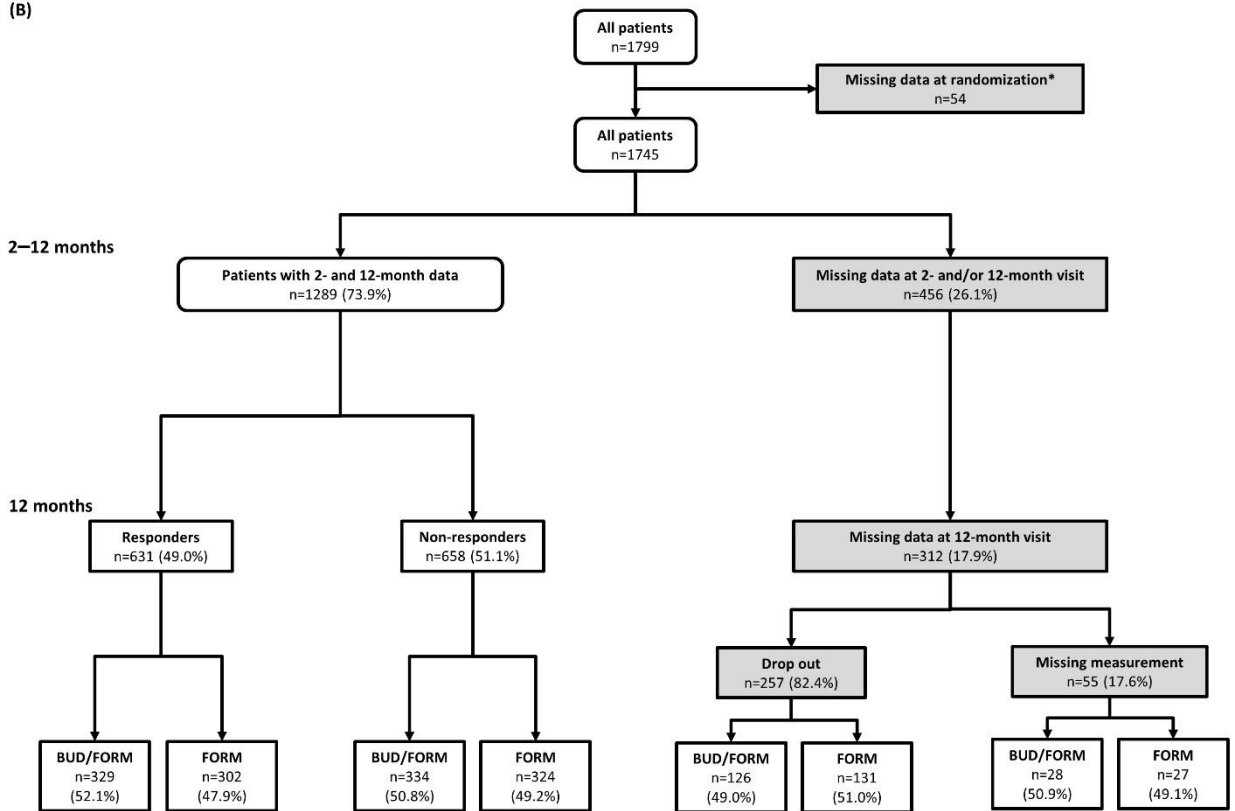 (B)
All patients
n=1799
Missing data at randomization*
n=54
All patients
n=1745
2–12 months
Patients with 2- and 12-month data
n=1289 (73.9%)
Missing data at 2- and/or 12-month visit
n=456 (26.1%)
12 months
Responders
n=631 (49.0%)
Non-responders
n=658 (51.1%)
Missing data at 12-month visit
n=312 (17.9%)
Drop out
n=257 (82.4%)
Missing measurement
n=55 (17.6%)
BUD/FORM
n=329
(52.1%)
FORM
n=302
(47.9%)
BUD/FORM
n=334
(50.8%)
FORM
n=324
(49.2%)
BUD/FORM
n=126
(49.0%)
FORM
n=131
(51.0%)
BUD/FORM
n=28
(50.9%)
FORM
n=27
(49.1%)